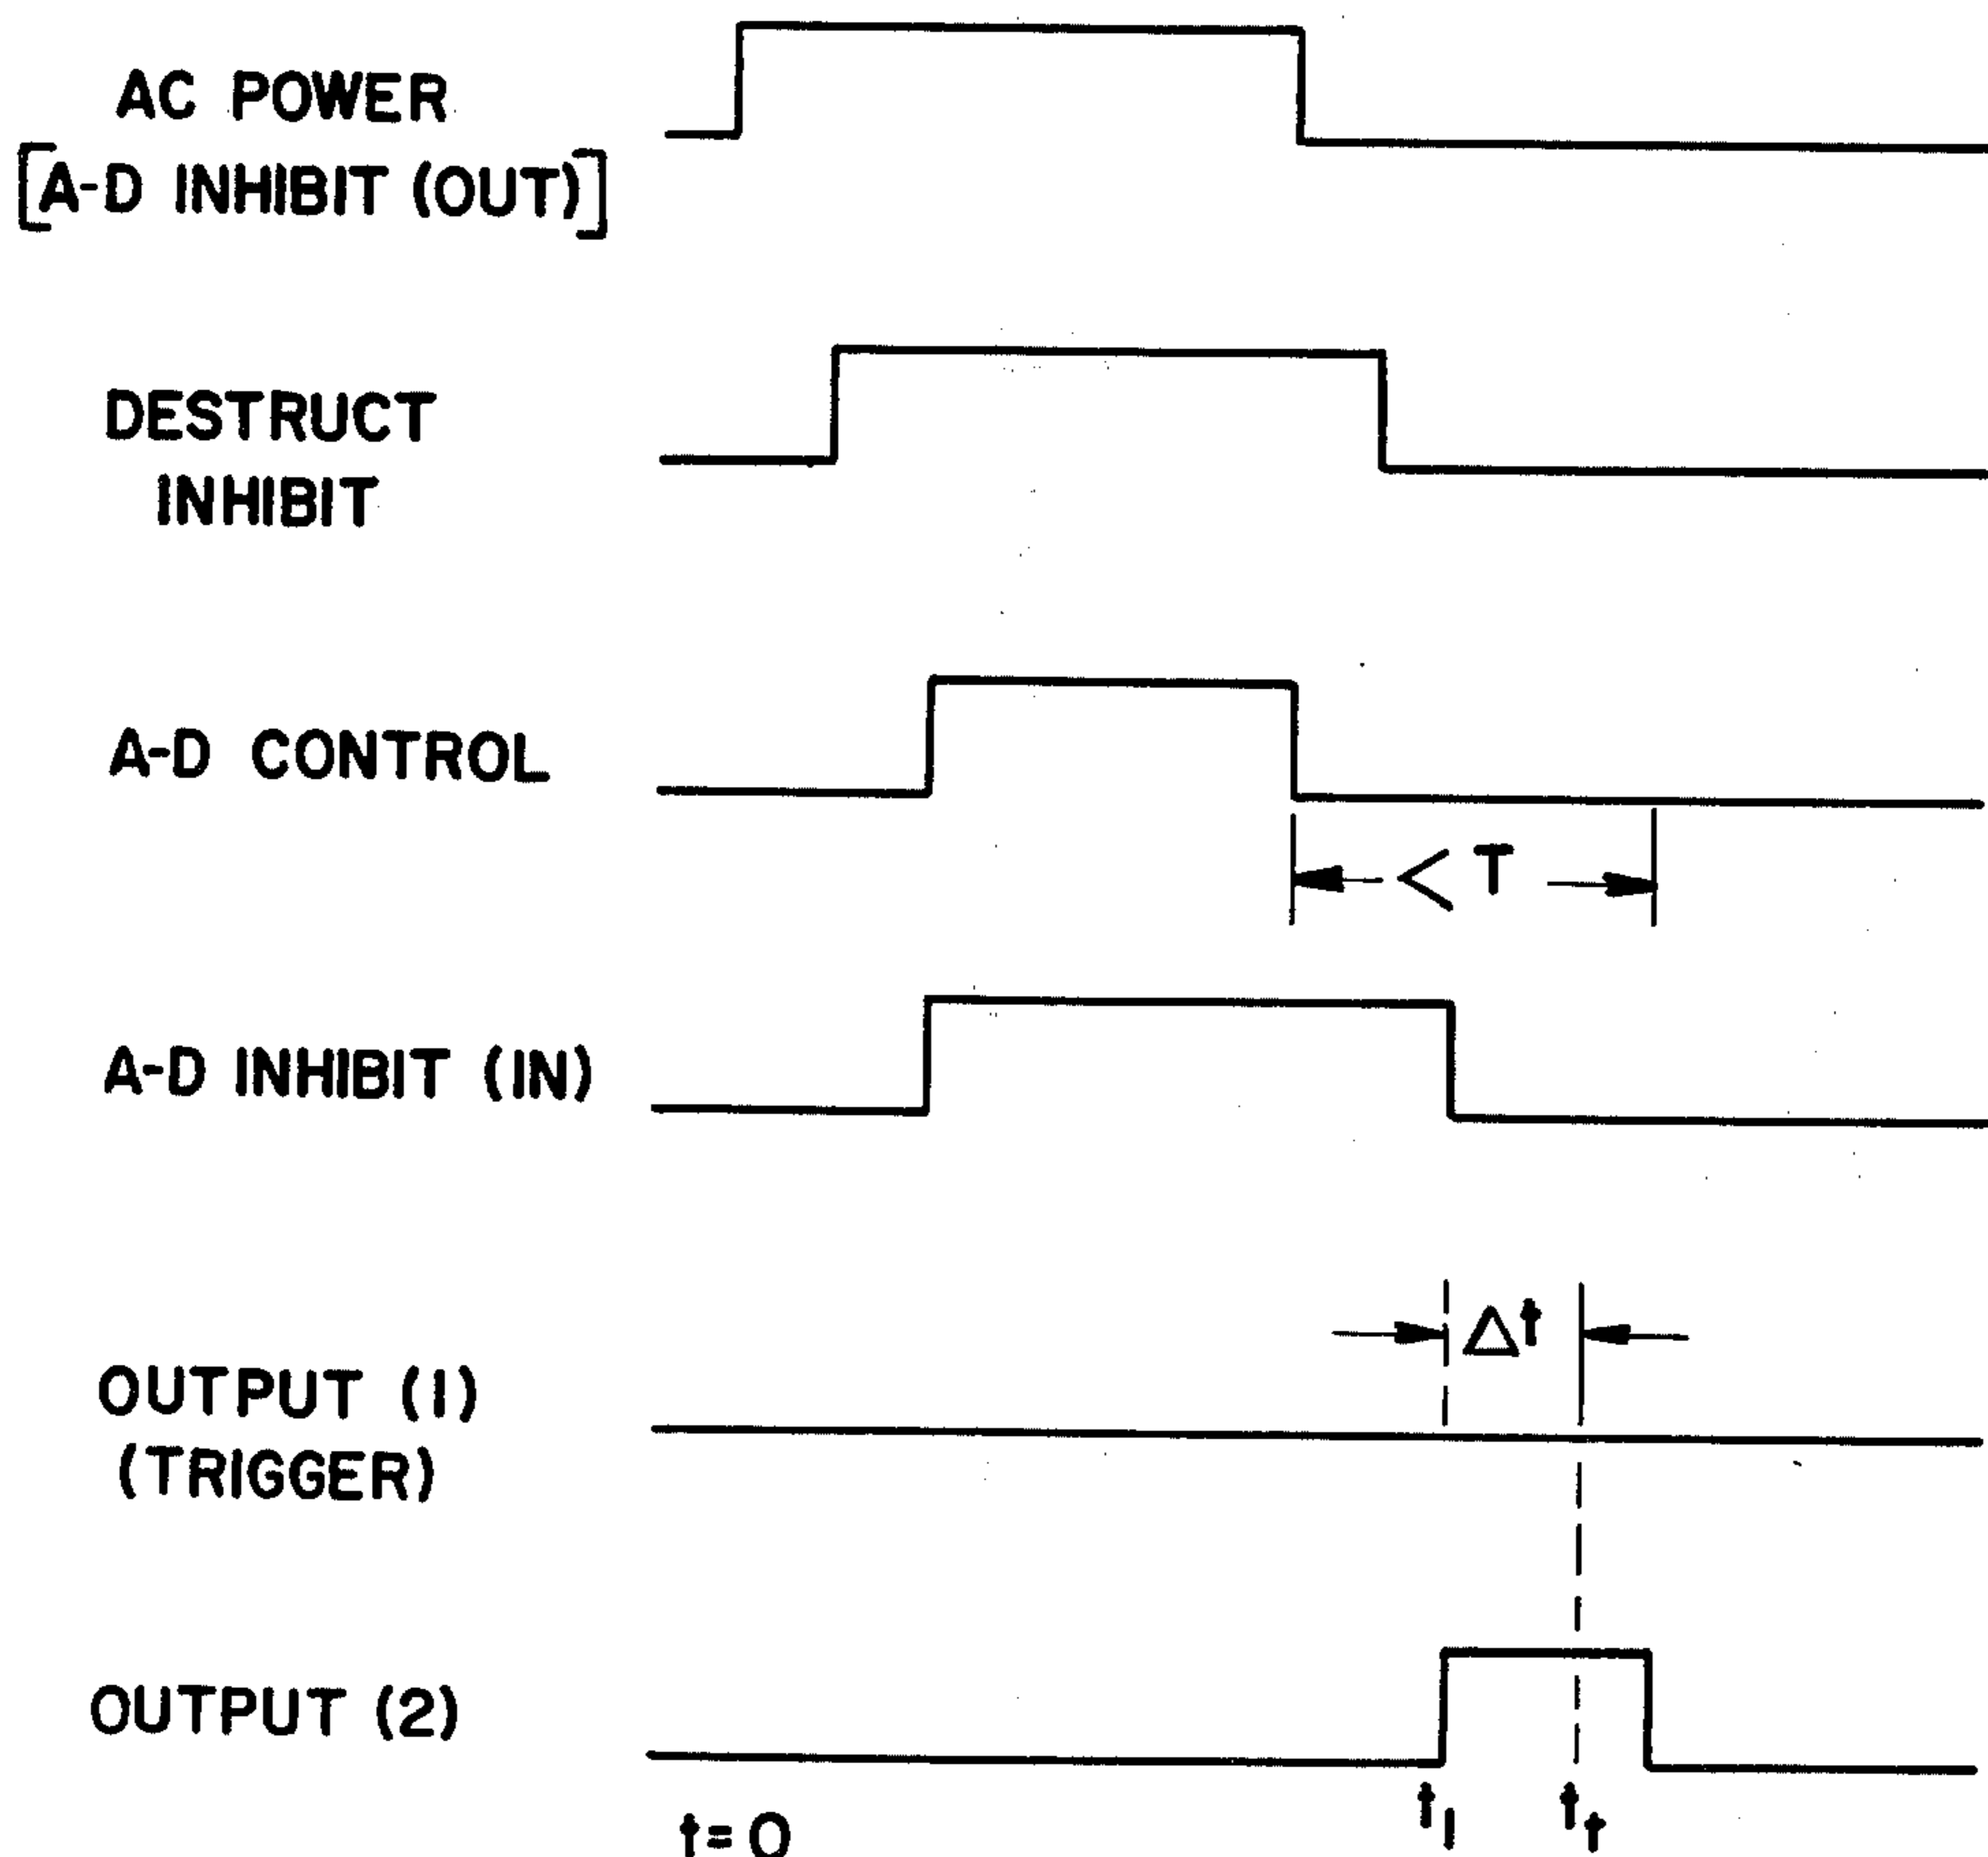 AC POWER
[A-D INHIBIT (OUT)]
DESTRUCT
INHIBIT
A-D CONTROL
< T
A-D INHIBIT (IN)
Δt
OUTPUT (1)
(TRIGGER)
OUTPUT (2)
t1 tt
t=0